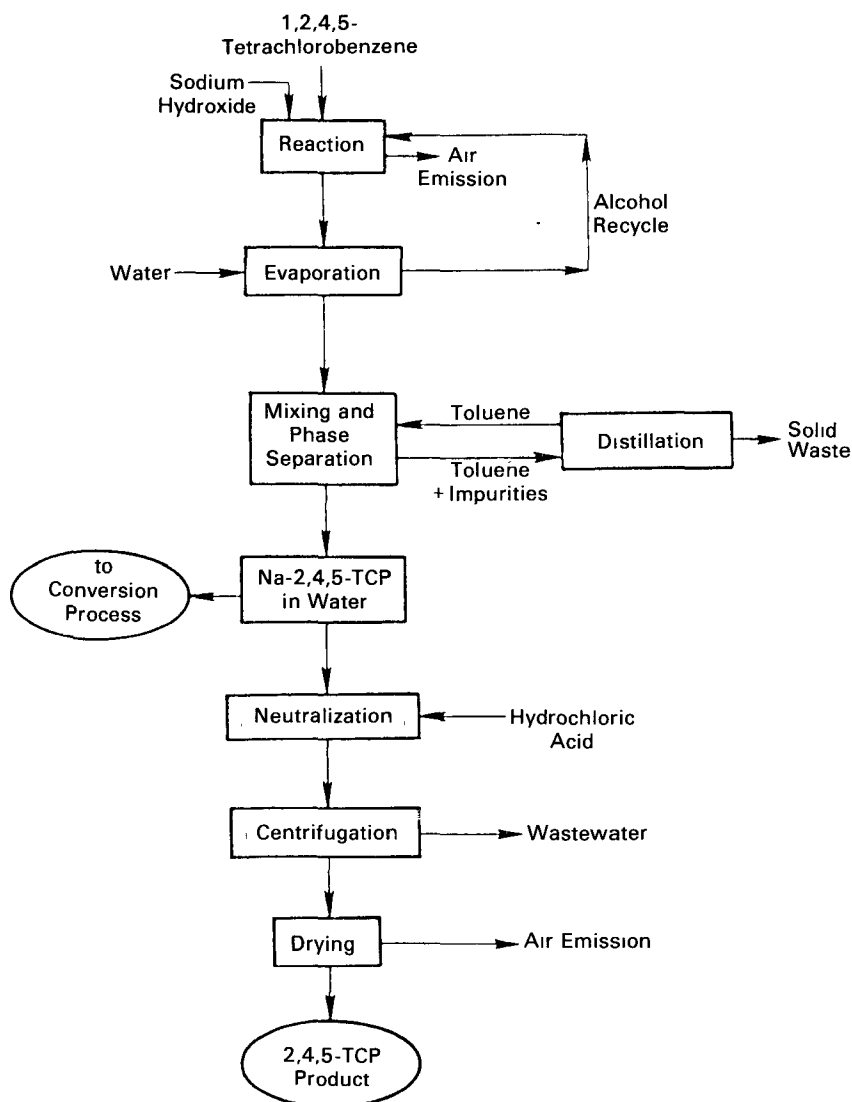 1,2,4,5-
Tetrachlorobenzene
Sodium
Hydroxide
Reaction
Air
Emission
Alcohol
Recycle
Water
Evaporation
Mixing and
Phase
Separation
Toluene
Toluene
+ Impurities
Distillation
Solid
Waste
to
Conversion
Process
Na-2,4,5-TCP
in Water
Neutralization
Hydrochloric
Acid
Centrifugation
Wastewater
Drying
Air Emission
2,4,5-TCP
Product